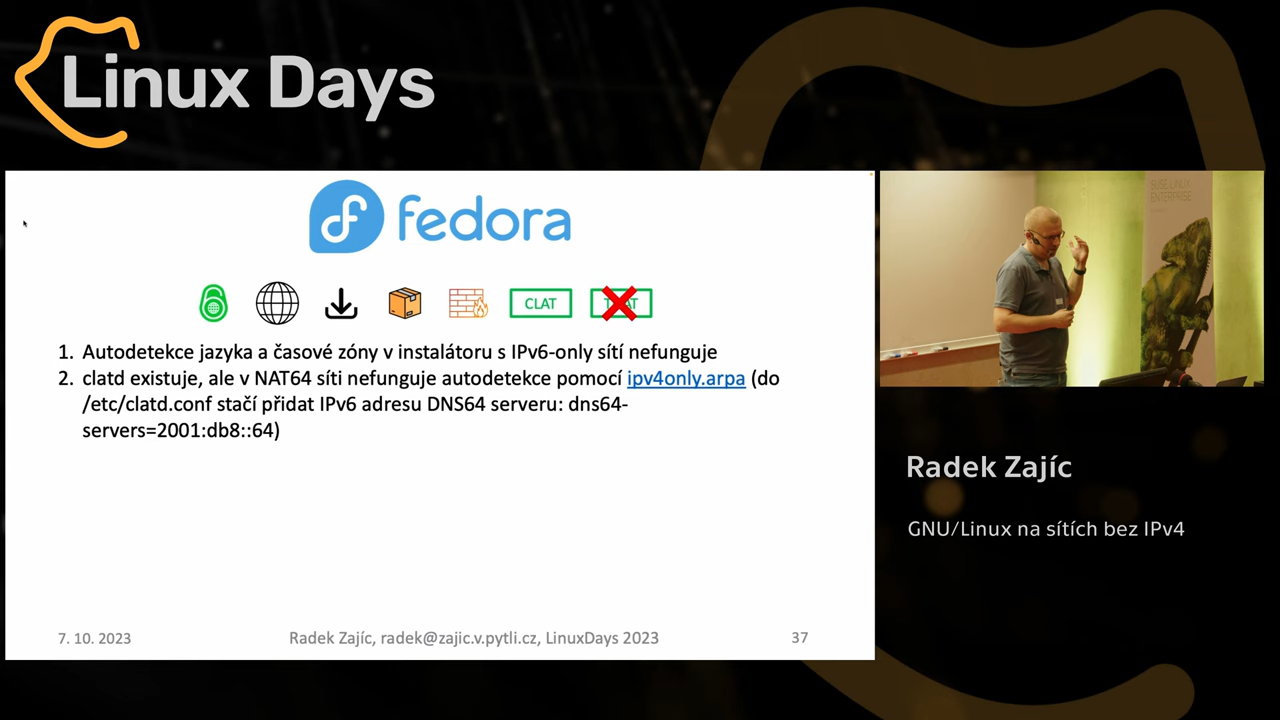 Linux Days
fedora
CLAT
1. Autodetekce jazyka a časové zóny v instalátoru s IPv6-only sítí nefunguje
2. clatd existuje, ale v NAT64 síti nefunguje autodetekce pomocí ipv4only.arpa (do
/etc/clatd.conf stačí přidat IPv6 adresu DNS64 serveru: dns64-
servers=2001:db8::64)
7. 10. 2023
Radek Zajíc, radek@zajic.v.pytli.cz, LinuxDays 2023
37
SUSE LINUX
ENTERPRISE
Radek Zajíc
GNU/Linux na sítích bez IPv4